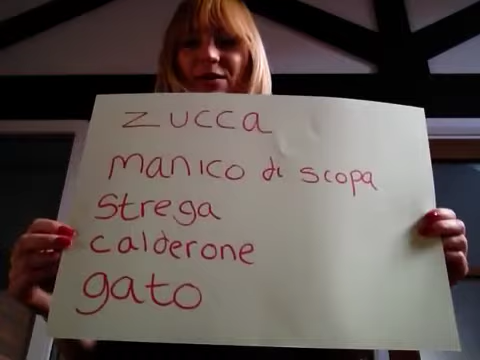 zucca
manico di scopa
Strega
calderone
gato